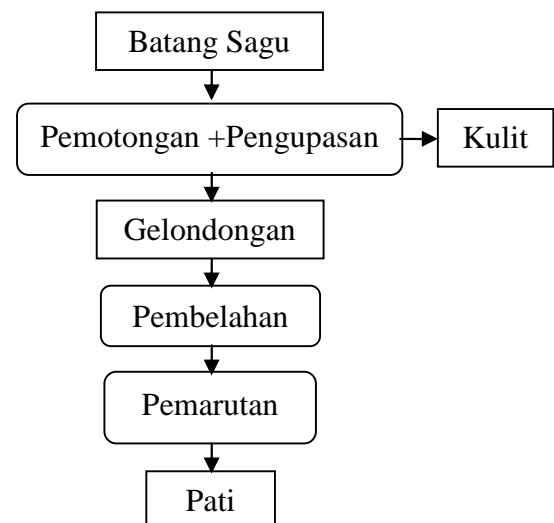 Batang Sagu
Pemotongan +Pengupasan
Kulit
Gelondongan
Pembelahan
Pemarutan
Pati